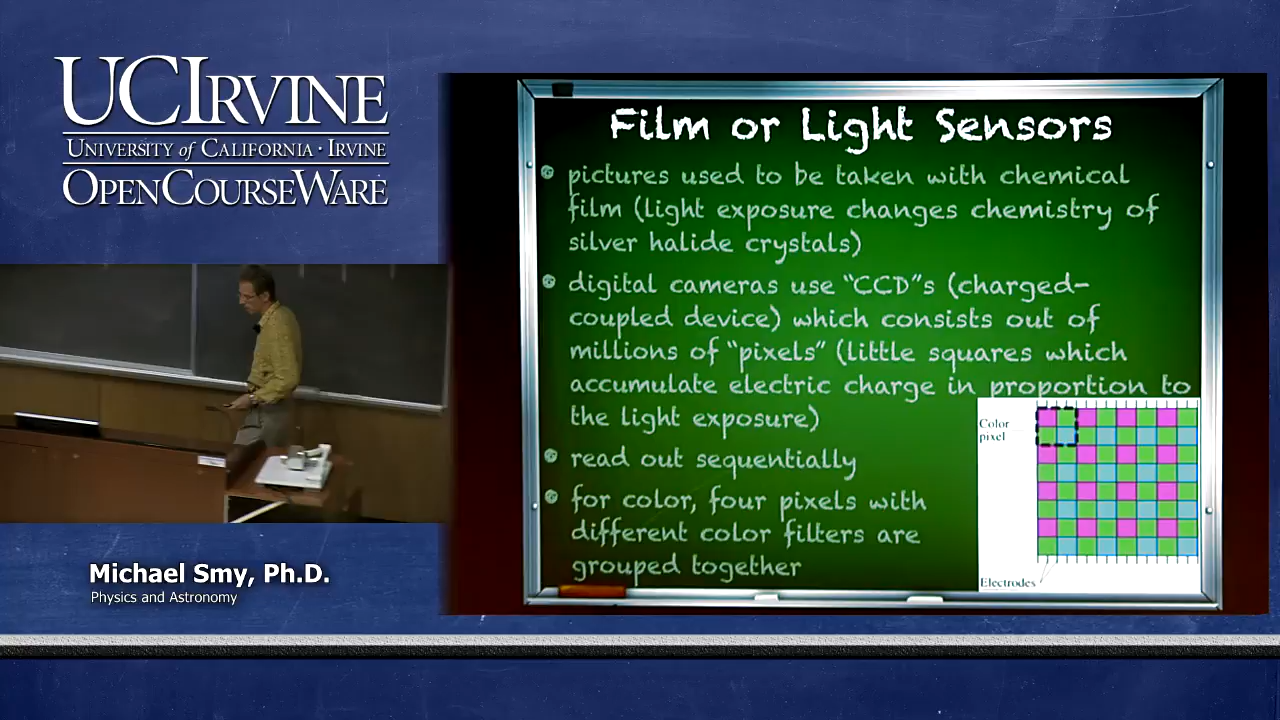 UCIRVINE
UNIVERSITY of CALIFORNIA · IRVINE
OPENCOURSEWARE
Film or Light Sensors
pictures used to be taken with chemical
film (light exposure changes chemistry of
silver halide crystals)
digital cameras use “CCD”s (charged-
coupled device) which consists out of
millions of “pixels” (little squares which
accumulate electric charge in proportion to
the light exposure)
read out sequentially
for color, four pixels with
different color filters are
grouped together
Color
pixel
Electrodes
Michael Smy, Ph.D.
Physics and Astronomy